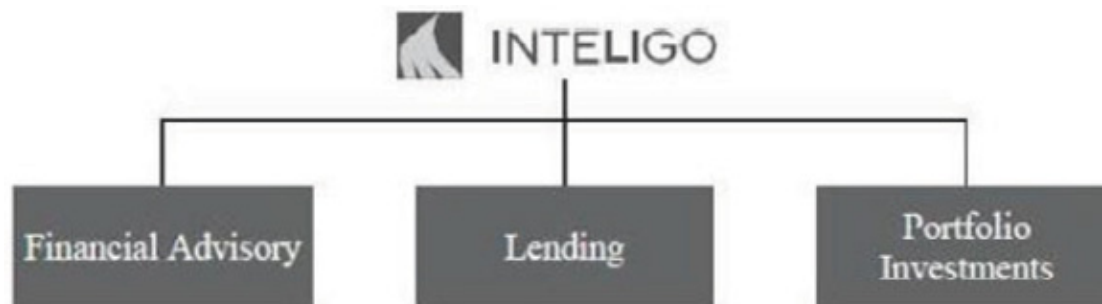 INTELIGO
Financial Advisory
Lending
Portfolio
Investments